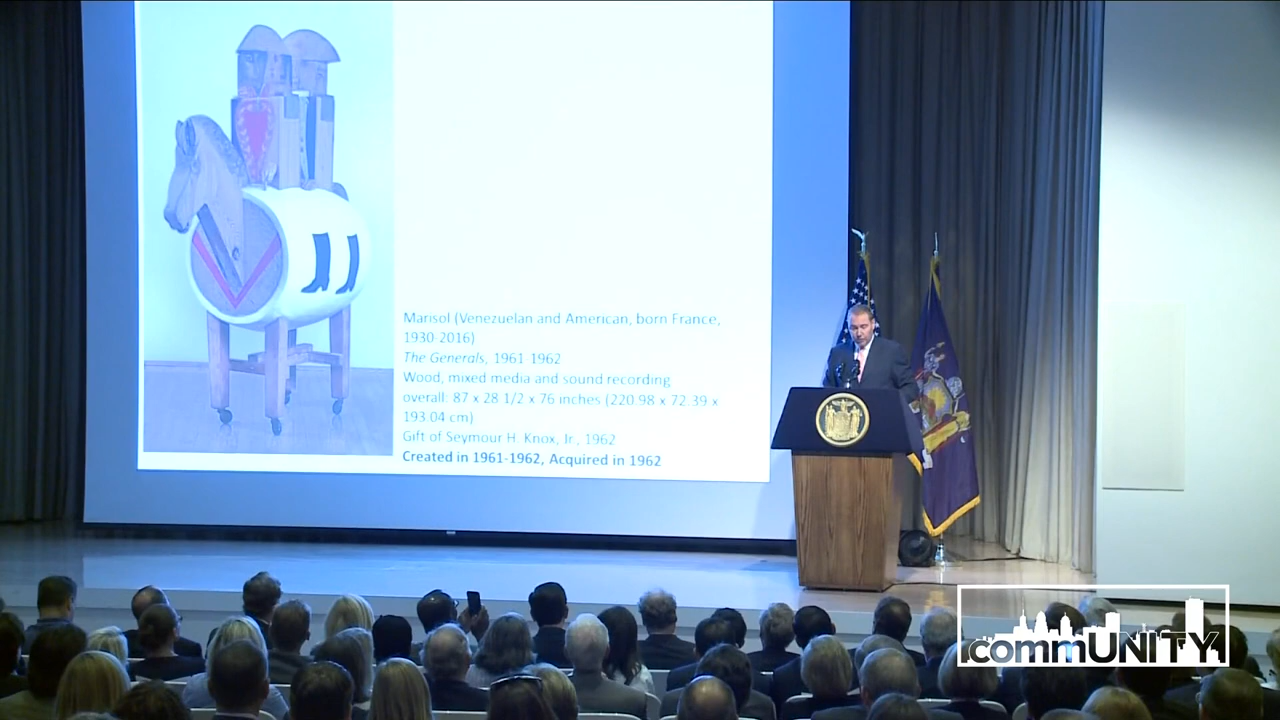 Marisol (Venezuelan and American, born France,
1930-2016)
The Generals, 1961-1962
Wood, mixed media and sound recording
overall: 87 x 28 1/2 x 76 inches (220.98 x 72.39 x
193.04 cm)
Gift of Seymour H. Knox, Jr., 1962
Created in 1961-1962, Acquired in 1962
.commUNITY